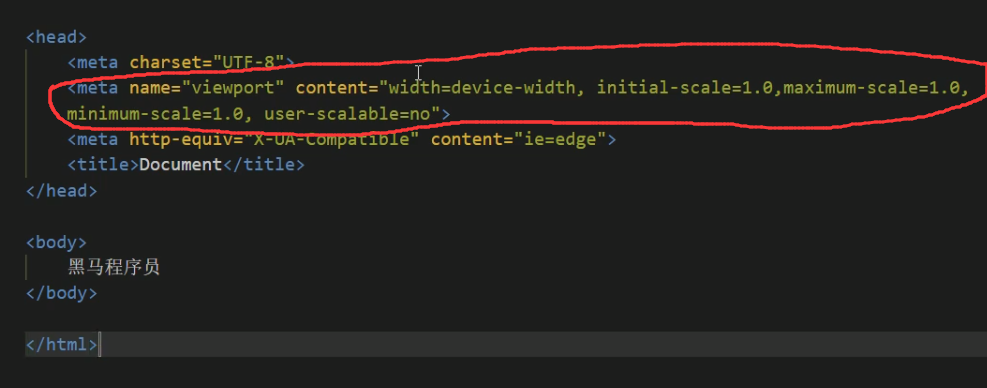 <head>
<meta charset="UTF-8">
<meta name="viewport" content="width=device-width, initial-scale=1.0,maximum-scale=1.0,
minimum-scale=1.0, user-scalable=no">
<meta http-equiv="X-UA-Compatible" content="ie=edge">
<title>Document</title>
</head>
<body>
黑马程序员
</body>
</html>